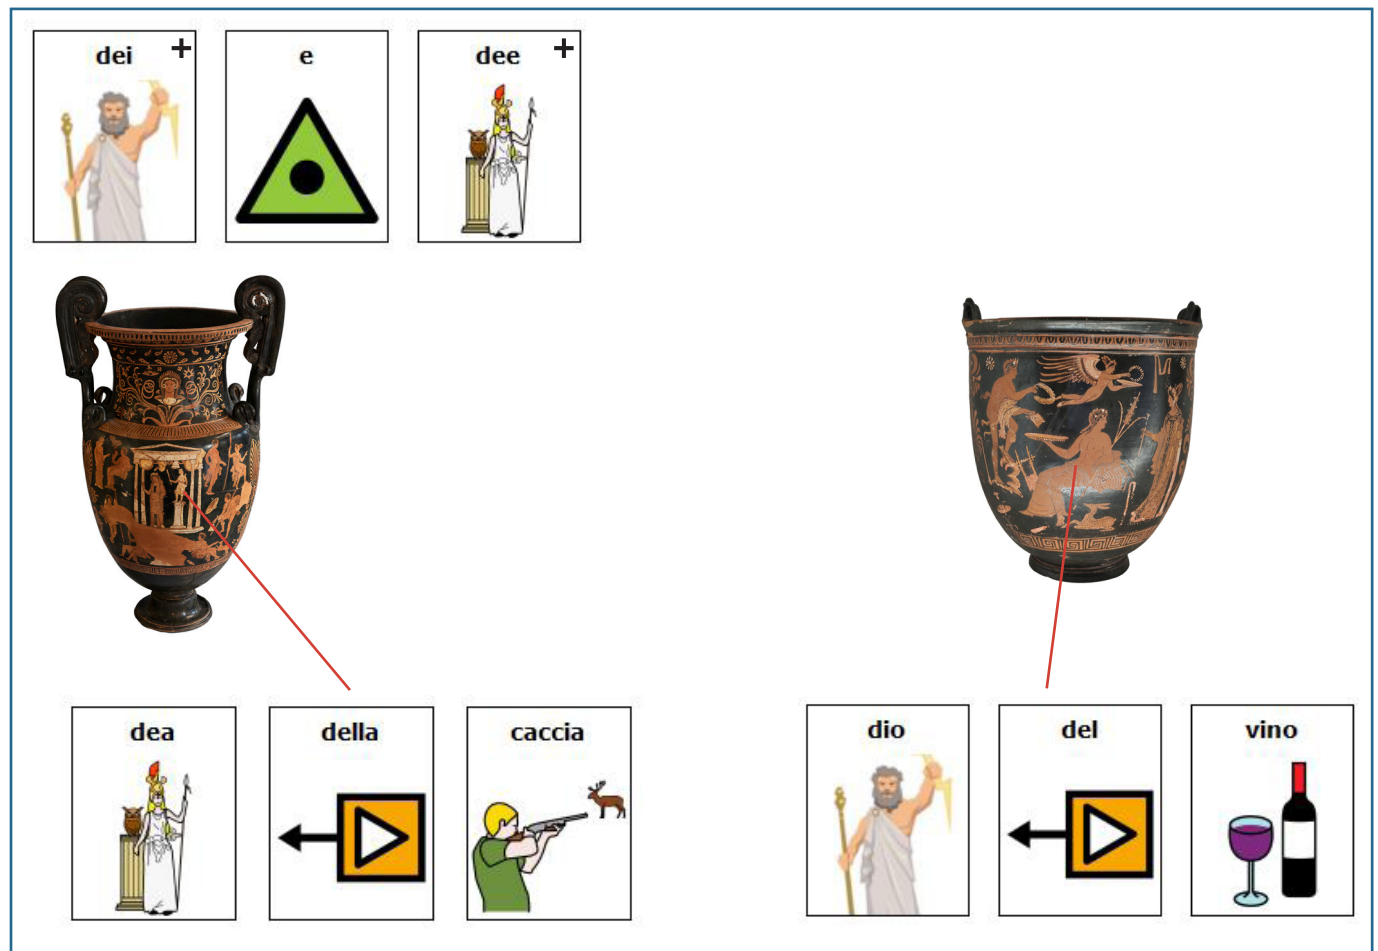 dei + e dee +
dea della caccia
dio del vino